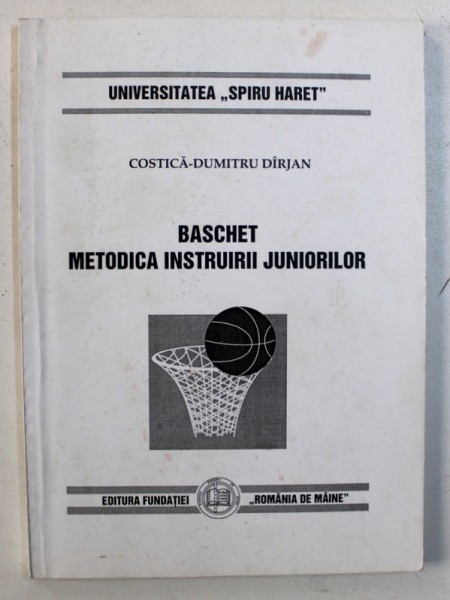 UNIVERSITATEA „SPIRU HARET”
COSTICĂ-DUMITRU DÎRJAN
BASCHET
METODICA INSTRUIRII JUNIORILOR
EDITURA FUNDAȚIEI „ROMÂNIA DE MÂINE”